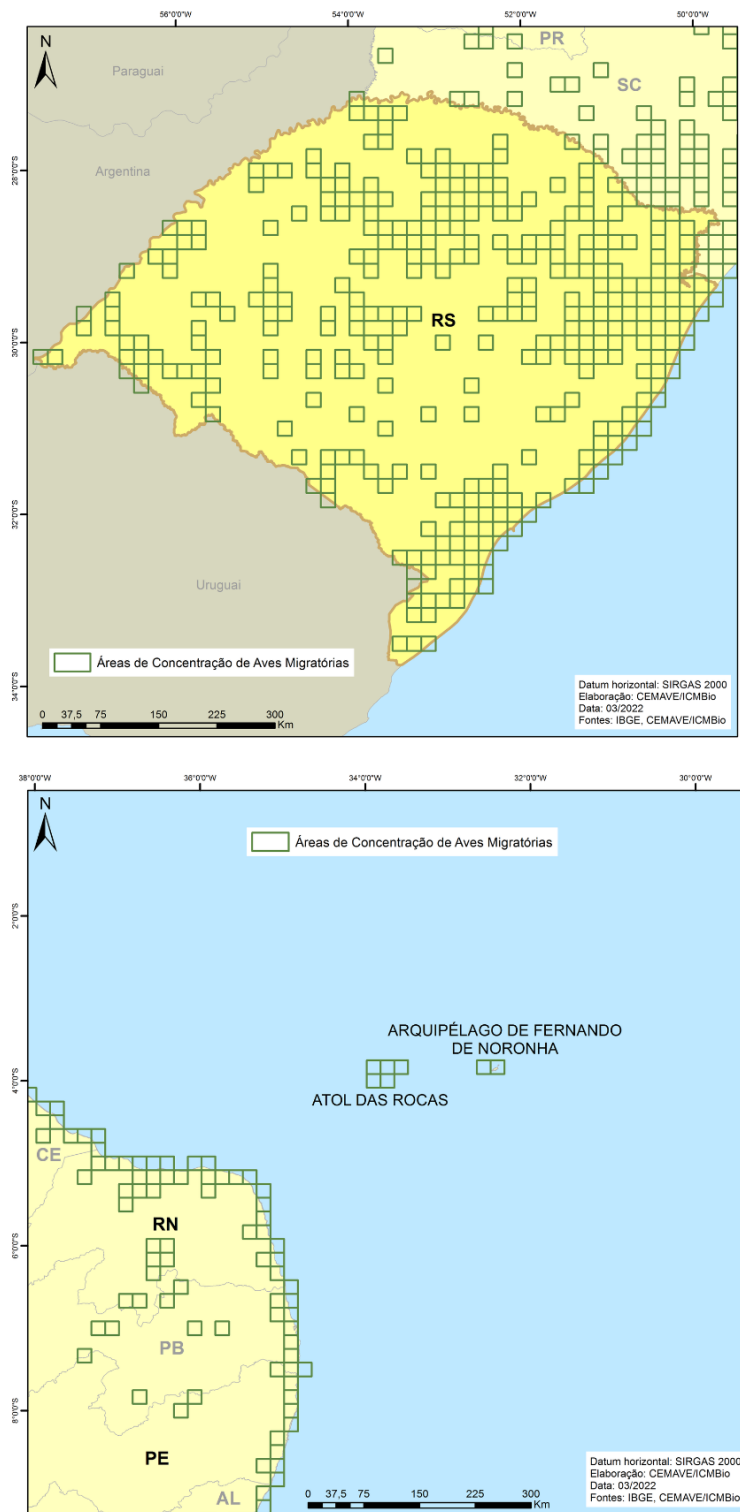 56°0'0"W
54°0'0"W
52°0'0"W
50°0'0"W
N
PR
Paraguai
SC
Argentina
28°0'0"S
RS
30°0'0"S
32°0'0"S
Uruguai
Áreas de Concentração de Aves Migratórias
34°0'0"S
0 37,5 75 150 225 300
Km
Datum horizontal: SIRGAS 2000
Elaboração: CEMAVE/ICMBio
Data: 03/2022
Fontes: IBGE, CEMAVE/ICMBio
38°0'0"W
36°0'0"W
34°0'0"W
32°0'0"W
30°0'0"W
N
Áreas de Concentração de Aves Migratórias
2°0'0"S
ARQUIPÉLAGO DE FERNANDO
DE NORONHA
4°0'0"S
ATOL DAS ROCAS
CE
RN
6°0'0"S
PB
8°0'0"S
PE
AL
0 37,5 75 150 225 300
Km
Datum horizontal: SIRGAS 2000
Elaboração: CEMAVE/ICMBio
Data: 03/2022
Fontes: IBGE, CEMAVE/ICMBio